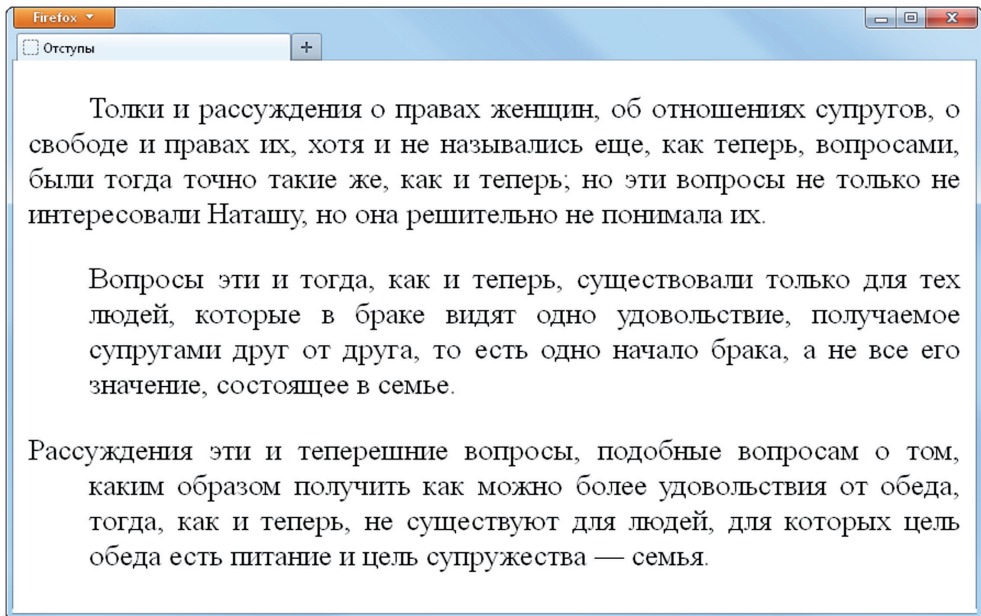 Firefox
Отступы
Толки и рассуждения о правах женщин, об отношениях супругов, о
свободе и правах их, хотя и не назывались еще, как теперь, вопросами,
были тогда точно такие же, как и теперь; но эти вопросы не только не
интересовали Наташу, но она решительно не понимала их.
Вопросы эти и тогда, как и теперь, существовали только для тех
людей, которые в браке видят одно удовольствие, получаемое
супругами друг от друга, то есть одно начало брака, а не все его
значение, состоящее в семье.
Рассуждения эти и теперешние вопросы, подобные вопросам о том,
каким образом получить как можно более удовольствия от обеда,
тогда, как и теперь, не существуют для людей, для которых цель
обеда есть питание и цель супружества — семья.